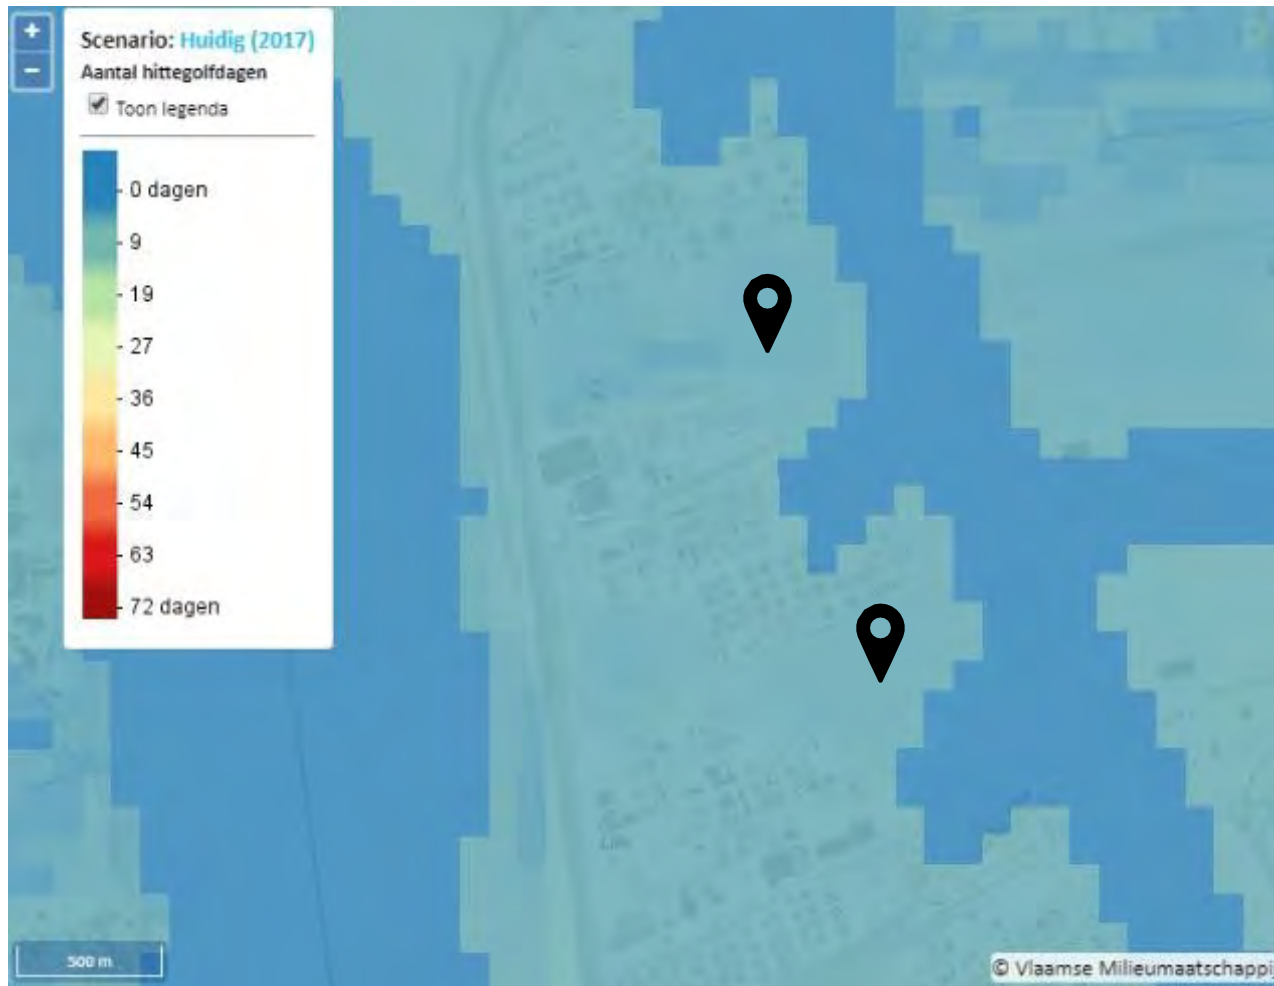 +
−
Scenario: Huidig (2017)
Aantal hittegolfdagen
Toon legenda
- 0 dagen
- 9
- 19
- 27
- 36
- 45
- 54
- 63
- 72 dagen
500 m
© Vlaamse Milieumaatschappij